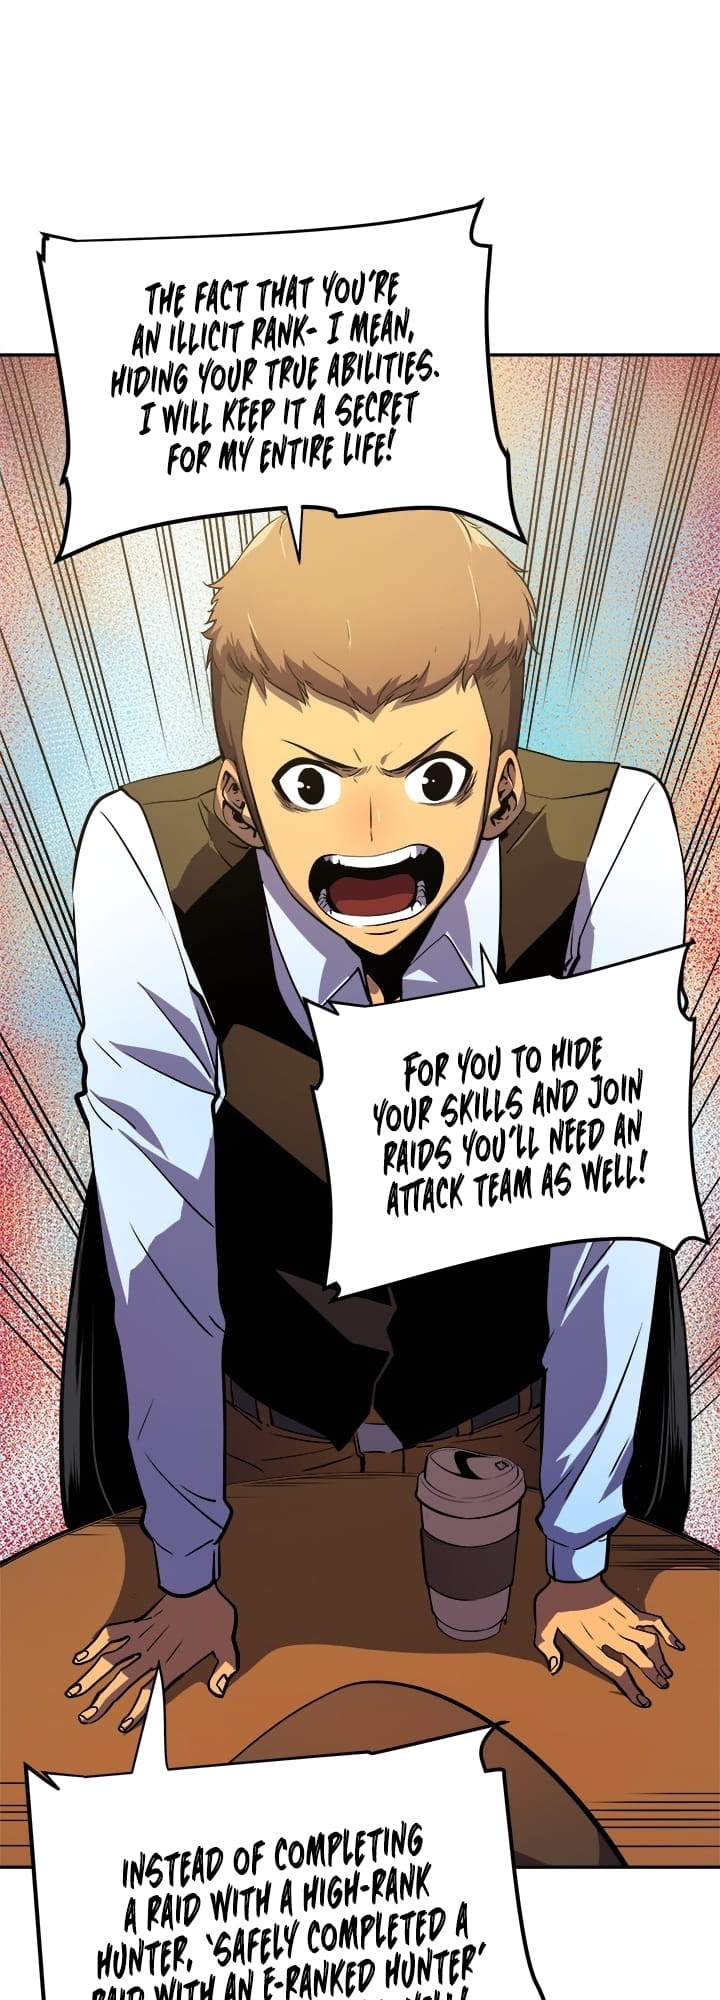 THE FACT THAT YOU'RE
AN ILLICIT RANK- I MEAN,
HIDING YOUR TRUE ABILITIES.
I WILL KEEP IT A SECRET
FOR MY ENTIRE LIFE!
FOR YOU TO HIDE
YOUR SKILLS AND JOIN
RAIDS YOU'LL NEED AN
ATTACK TEAM AS WELL!
INSTEAD OF COMPLETING
A RAID WITH A HIGH-RANK
HUNTER, 'SAFELY COMPLETED A
RAID WITH AN E-RANKED HUNTER'
WELL!